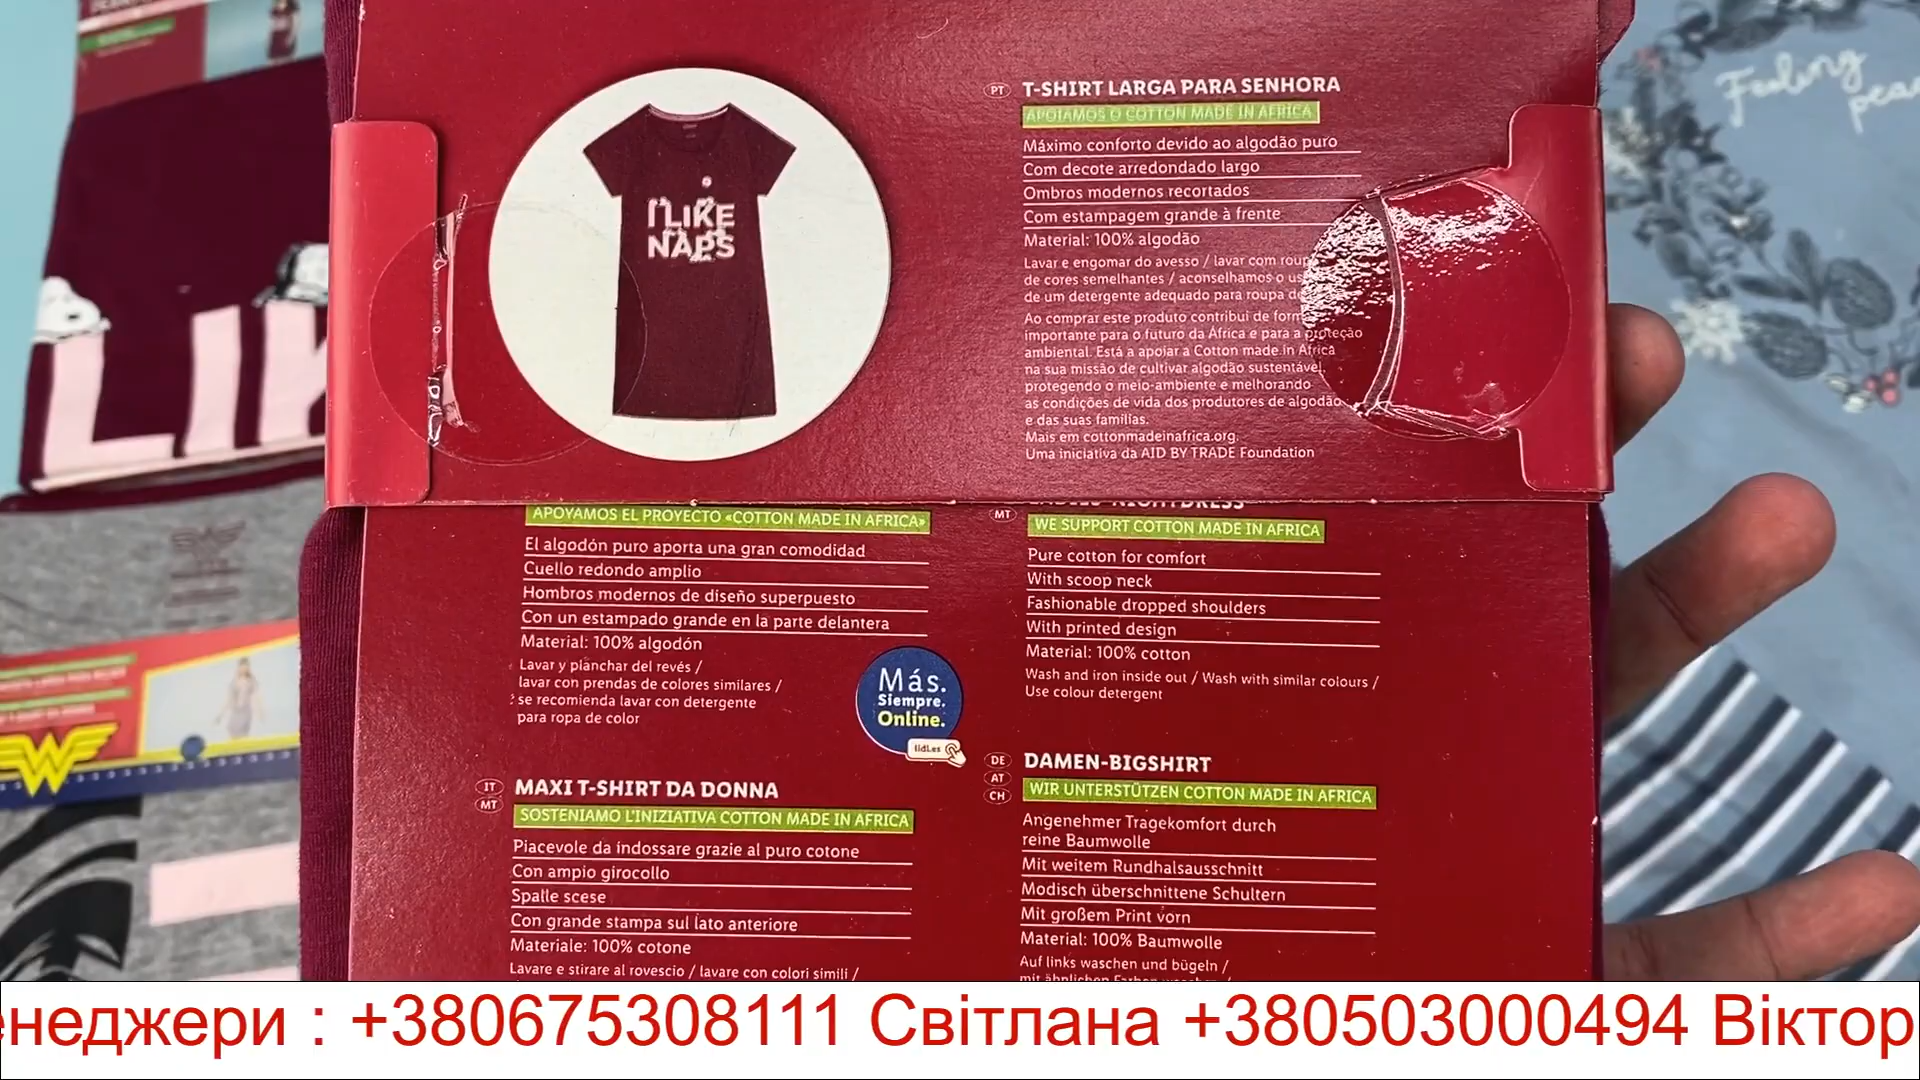 Feeling
LIK
I LIKE
NAPS
PT T-SHIRT LARGA PARA SENHORA
APOIAMOS O COTTON MADE IN AFRICA
Máximo conforto devido ao algodão puro
Com decote arredondado largo
Ombros modernos recortados
Com estampagem grande à frente
Material: 100% algodão
Lavar e engomar do avesso / lavar com
de cores semelhantes / aconselhamos o
de um detergente adequado para roupa
Ao comprar este produto contribui de
importante para o futuro da África e para a proteção
ambiental. Está a apoiar a Cotton made in Africa
na sua missão de cultivar algodão sustentável,
protegendo o meio-ambiente e melhorando
as condições de vida dos produtores de algodão
e das suas famílias.
Mais em cottonmadeinafrica.org.
Uma iniciativa da AID BY TRADE Foundation
APOYAMOS EL PROYECTO «COTTON MADE IN AFRICA»
El algodón puro aporta una gran comodidad
Cuello redondo amplio
Hombros modernos de diseño superpuesto
Con un estampado grande en la parte delantera
Material: 100% algodón
Lavar y planchar del revés /
lavar con prendas de colores similares /
se recomienda lavar con detergente
para ropa de color
Más.
Siempre.
Online.
lidl.es
MT LADIES' NIGHTDRESS
WE SUPPORT COTTON MADE IN AFRICA
Pure cotton for comfort
With scoop neck
Fashionable dropped shoulders
With printed design
Material: 100% cotton
Wash and iron inside out / Wash with similar colours /
Use colour detergent
IT MT MAXI T-SHIRT DA DONNA
SOSTENIAMO L'INIZIATIVA COTTON MADE IN AFRICA
Piacevole da indossare grazie al puro cotone
Con ampio girocollo
Spalle scese
Con grande stampa sul lato anteriore
Materiale: 100% cotone
Lavare e stirare al rovescio / lavare con colori simili /
DE AT CH DAMEN-BIGSHIRT
WIR UNTERSTÜTZEN COTTON MADE IN AFRICA
Angenehmer Tragekomfort durch
reine Baumwolle
Mit weitem Rundhalsausschnitt
Modisch überschnittene Schultern
Mit großem Print vorn
Material: 100% Baumwolle
Auf links waschen und bügeln /
mit ähnlichen Farben waschen /
енеджери : +380675308111 Світлана +380503000494 Віктор